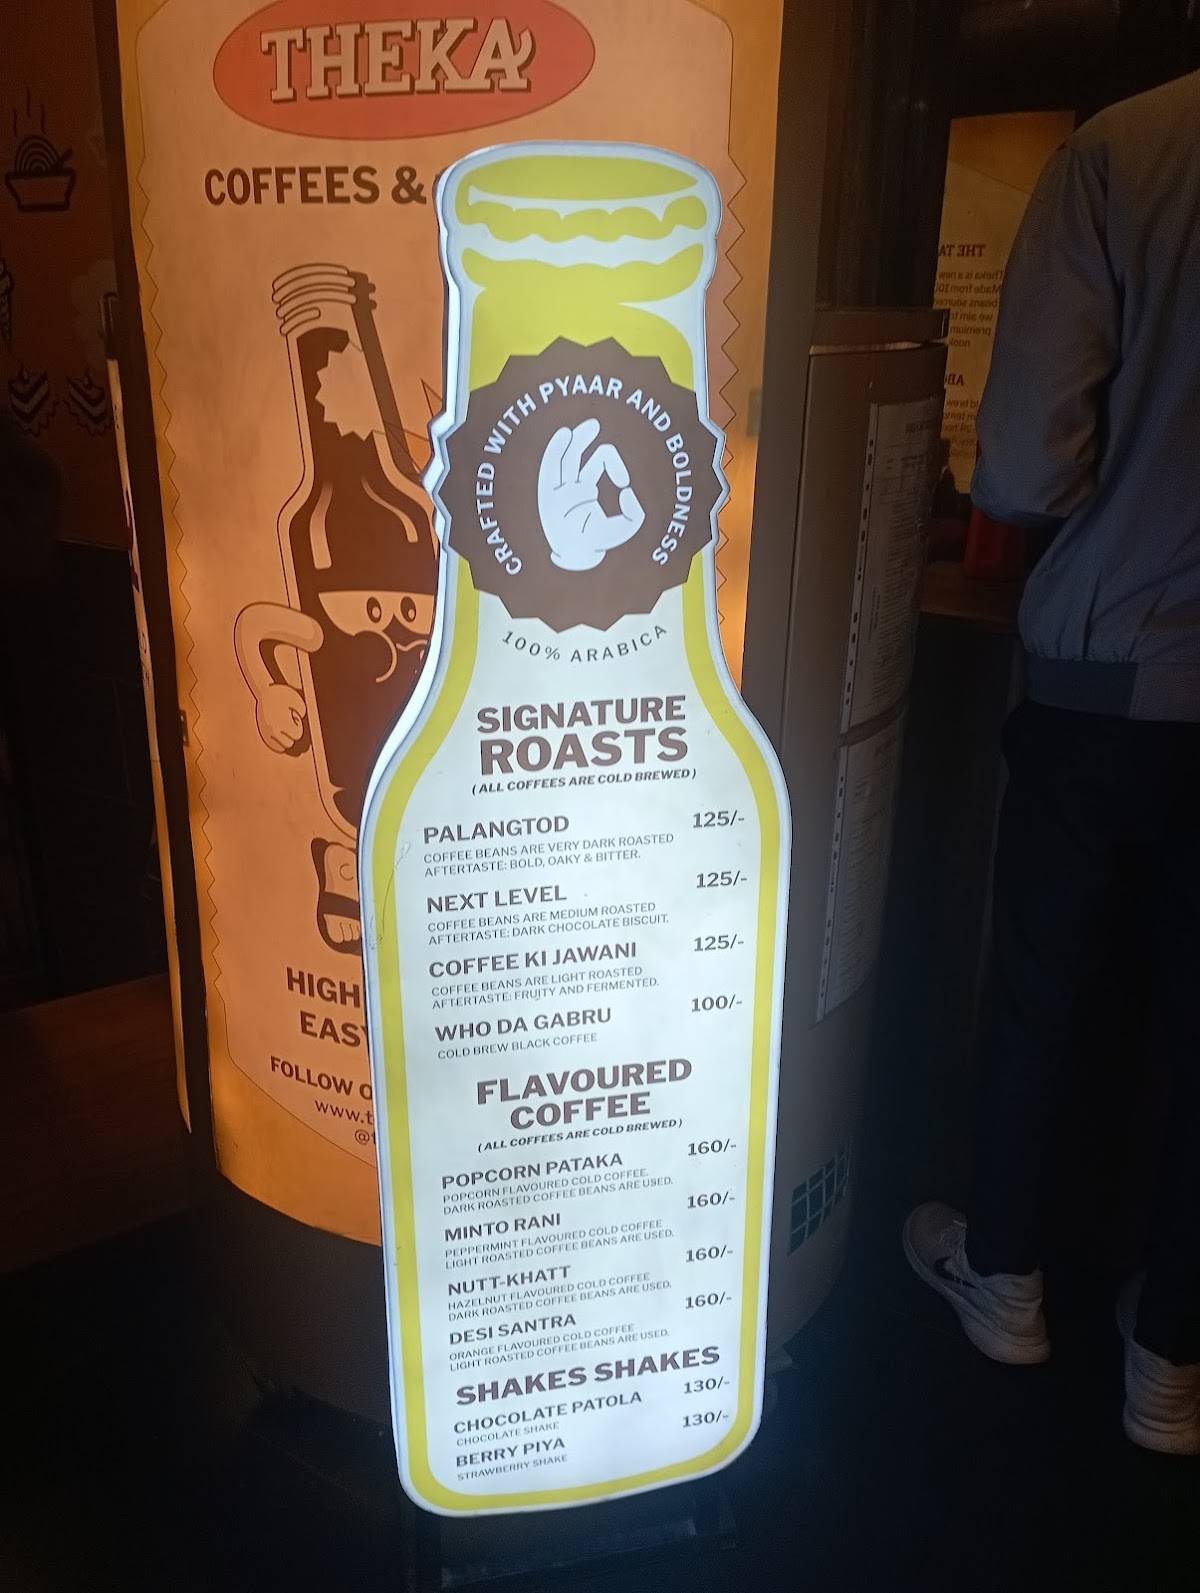 THEKA
COFFEES &
CRAFTED WITH PYAAR AND BOLDNESS
100% ARABICA
SIGNATURE
ROASTS
(ALL COFFEES ARE COLD BREWED)
PALANGTOD 125/-
COFFEE BEANS ARE VERY DARK ROASTED
AFTERTASTE: BOLD, OAKY & BITTER.
NEXT LEVEL 125/-
COFFEE BEANS ARE MEDIUM ROASTED
AFTERTASTE: DARK CHOCOLATE BISCUIT.
COFFEE KI JAWANI 125/-
COFFEE BEANS ARE LIGHT ROASTED
AFTERTASTE: FRUITY AND FERMENTED.
WHO DA GABRU 100/-
COLD BREW BLACK COFFEE
FLAVOURED
COFFEE
(ALL COFFEES ARE COLD BREWED)
POPCORN PATAKA 160/-
POPCORN FLAVOURED COLD COFFEE.
DARK ROASTED COFFEE BEANS ARE USED.
MINTO RANI 160/-
PEPPERMINT FLAVOURED COLD COFFEE
LIGHT ROASTED COFFEE BEANS ARE USED.
NUTT-KHATT 160/-
HAZELNUT FLAVOURED COLD COFFEE
DARK ROASTED COFFEE BEANS ARE USED.
DESI SANTRA 160/-
ORANGE FLAVOURED COLD COFFEE
LIGHT ROASTED COFFEE BEANS ARE USED.
SHAKES SHAKES
CHOCOLATE PATOLA 130/-
CHOCOLATE SHAKE
BERRY PIYA 130/-
STRAWBERRY SHAKE
HIGH
EASY
FOLLOW
www.t
@t